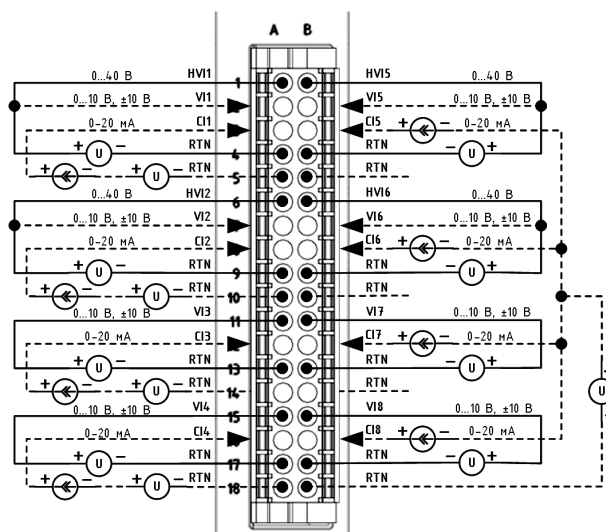 A B
0...40 В HVI1 1 HVI5 0...40 В
0...10 В, ±10 В VI1 VI5 0...10 В, ±10 В
0-20 мА CI1 CI5 + − 0-20 мА
+ U − RTN 4 RTN − U +
+ − + U − RTN 5 RTN
0...40 В HVI2 6 HVI6 0...40 В
0...10 В, ±10 В VI2 VI6 0...10 В, ±10 В
0-20 мА CI2 CI6 + − 0-20 мА
+ U − RTN 9 RTN − U +
+ − + U − RTN 10 RTN
0...10 В, ±10 В VI3 11 VI7 0...10 В, ±10 В
0-20 мА CI3 CI7 + − 0-20 мА
+ U − RTN 13 RTN − U +
+ − + U − RTN 14 RTN U
0...10 В, ±10 В VI4 15 VI8 0...10 В, ±10 В
0-20 мА CI4 CI8 + − 0-20 мА
+ U − RTN 17 RTN − U +
+ − + U − RTN 18 RTN